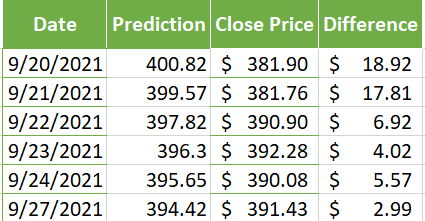 Date Prediction Close Price Difference
9/20/2021 400.82 $ 381.90 $ 18.92
9/21/2021 399.57 $ 381.76 $ 17.81
9/22/2021 397.82 $ 390.90 $ 6.92
9/23/2021 396.3 $ 392.28 $ 4.02
9/24/2021 395.65 $ 390.08 $ 5.57
9/27/2021 394.42 $ 391.43 $ 2.99